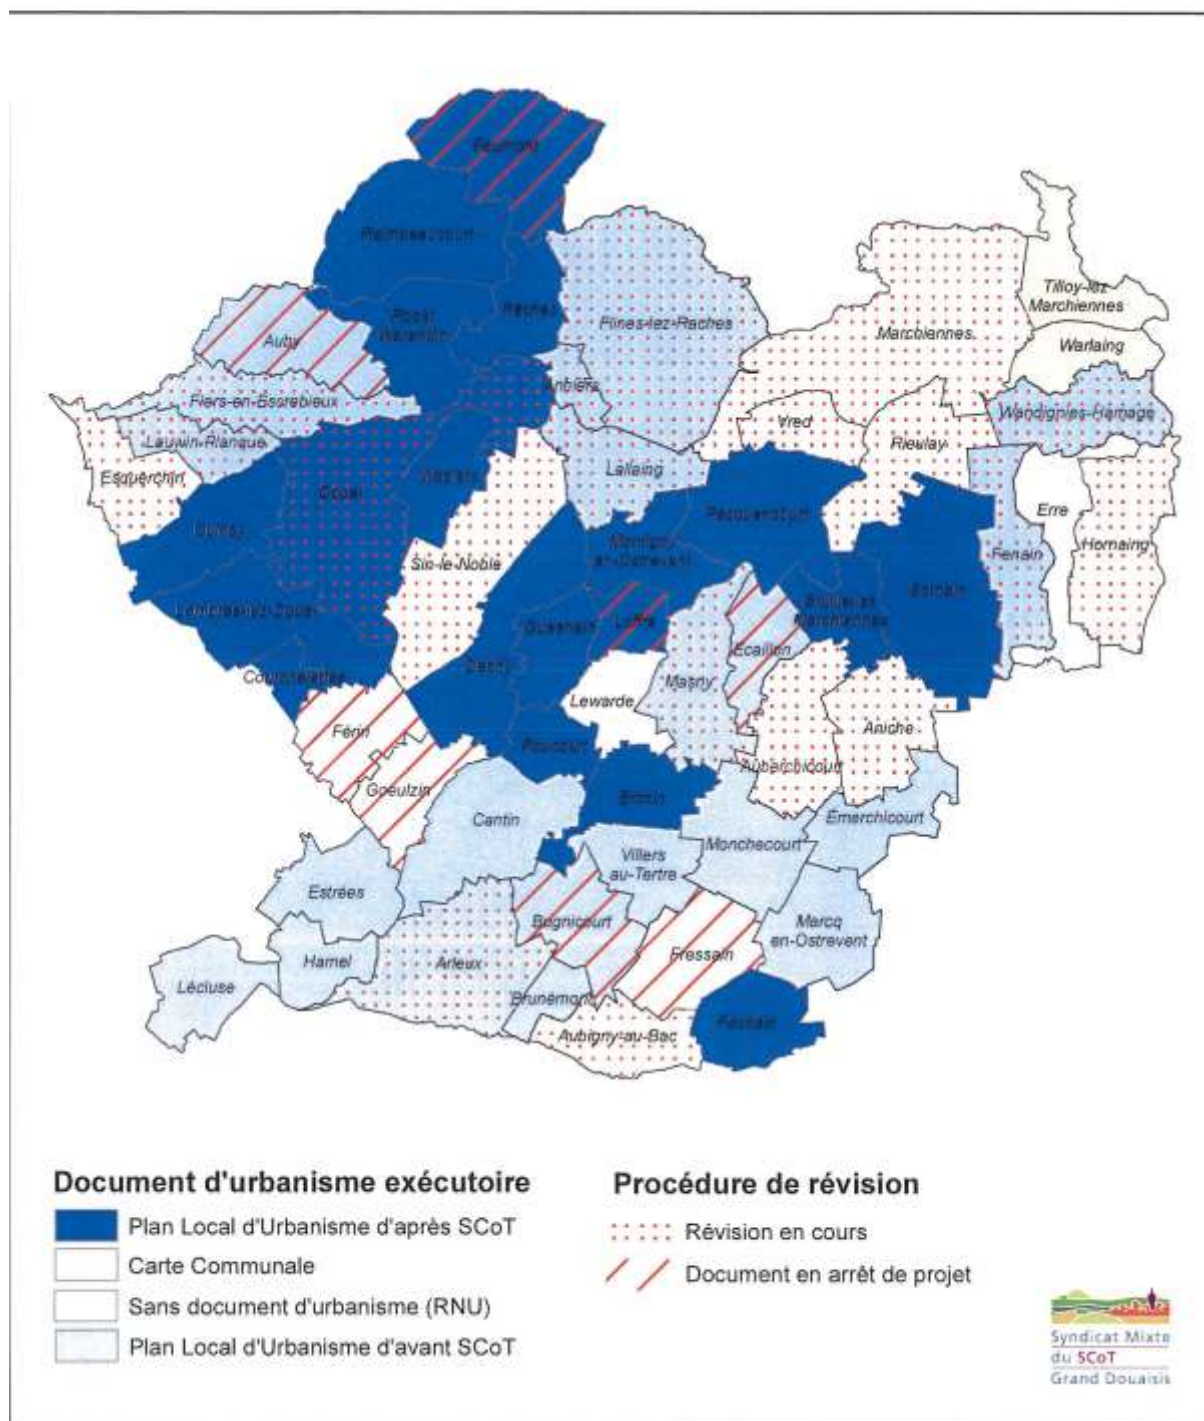 Raimbeaucourt
Râches
Roost
Warendin
Flines-lez-Raches
Auby
Anhiers
Flers-en-Escrebieux
Lauwin-Planque
Esquerchin
Lallaing
Marchiennes
Tilloy-lez
Marchiennes
Warlaing
Wandignies-Hamage
Vred
Rieulay
Erre
Hornaing
Fenain
Douai
Cuincy
Sin-le-Noble
Pecquencourt
Montigny
en-Ostrevent
Lambres-lez-Douai
Guesnain
Loffre
Bruille-lez
Marchiennes
Somain
Ecaillon
Masny
Dechy
Lewarde
Férin
Aniche
Auberchicourt
Goeulzin
Roucourt
Erchin
Cantin
Emerchicourt
Monchecourt
Villers
au-Tertre
Estrées
Bugnicourt
Marcq
en-Ostrevent
Fressain
Hamel
Arleux
Lécluse
Brunémont
Aubigny-au-Bac
Féchain
Document d'urbanisme exécutoire
Plan Local d'Urbanisme d'après SCoT
Carte Communale
Sans document d'urbanisme (RNU)
Plan Local d'Urbanisme d'avant SCoT
Procédure de révision
Révision en cours
Document en arrêt de projet
Syndicat Mixte
du SCoT
Grand Douaisis